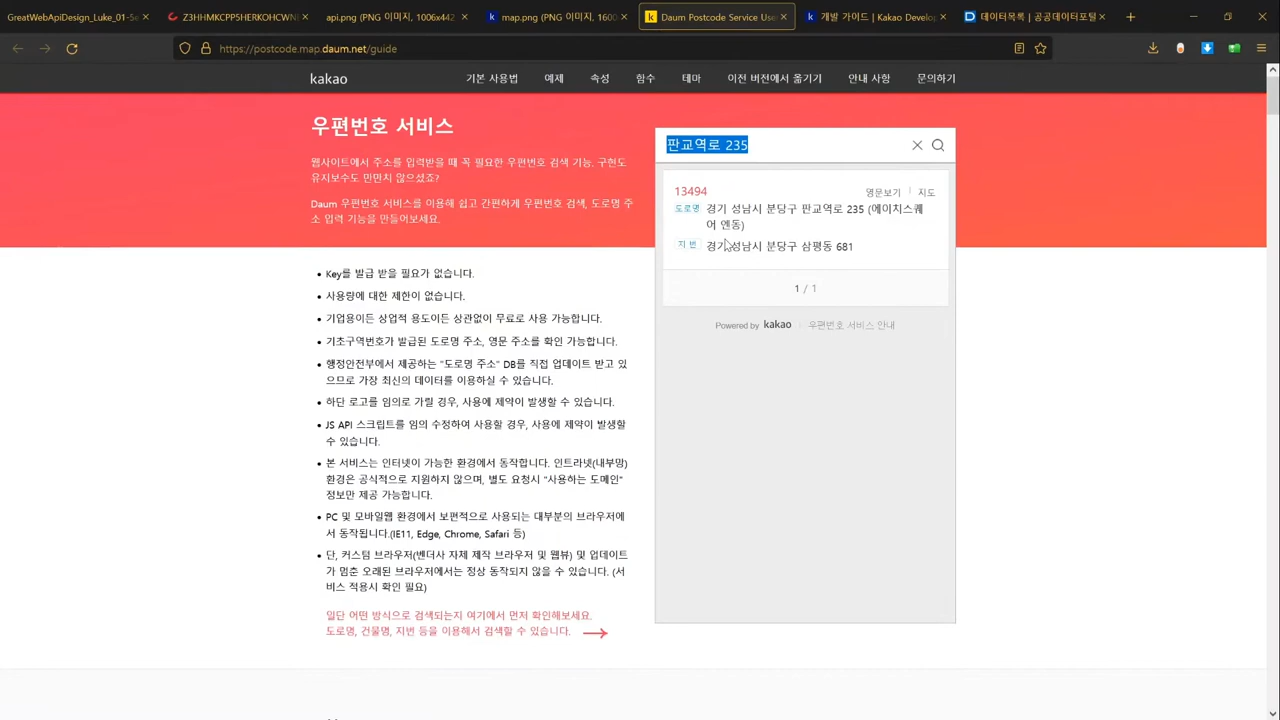 GreatWebApiDesign_Luke_01-5e
Z3HHMKCPP5HERKOHCWN
api.png (PNG 이미지, 1006x442
map.png (PNG 이미지, 1600
Daum Postcode Service Use
개발 가이드 | Kakao Develop
데이터목록 | 공공데이터포털
https://postcode.map.daum.net/guide
kakao 기본 사용법 예제 속성 함수 테마 이전 버전에서 옮기기 안내 사항 문의하기
우편번호 서비스
웹사이트에서 주소를 입력받을 때 꼭 필요한 우편번호 검색 기능. 구현도
유지보수도 만만치 않으셨죠?
Daum 우편번호 서비스를 이용해 쉽고 간편하게 우편번호 검색, 도로명 주
소 입력 기능을 만들어보세요.
Key를 발급 받을 필요가 없습니다.
사용량에 대한 제한이 없습니다.
기업용이든 상업적 용도이든 상관없이 무료로 사용 가능합니다.
기초구역번호가 발급된 도로명 주소, 영문 주소를 확인 가능합니다.
행정안전부에서 제공하는 "도로명 주소" DB를 직접 업데이트 받고 있
으므로 가장 최신의 데이터를 이용하실 수 있습니다.
하단 로고를 임의로 가릴 경우, 사용에 제약이 발생할 수 있습니다.
JS API 스크립트를 임의 수정하여 사용할 경우, 사용에 제약이 발생할
수 있습니다.
본 서비스는 인터넷이 가능한 환경에서 동작합니다. 인트라넷(내부망)
환경은 공식적으로 지원하지 않으며, 별도 요청시 "사용하는 도메인"
정보만 제공 가능합니다.
PC 및 모바일웹 환경에서 보편적으로 사용되는 대부분의 브라우저에
서 동작됩니다.(IE11, Edge, Chrome, Safari 등)
단, 커스텀 브라우저(벤더사 자체 제작 브라우저 및 웹뷰) 및 업데이트
가 멈춘 오래된 브라우저에서는 정상 동작되지 않을 수 있습니다. (서
비스 적용시 확인 필요)
일단 어떤 방식으로 검색되는지 여기에서 먼저 확인해보세요.
도로명, 건물명, 지번 등을 이용해서 검색할 수 있습니다.
판교역로 235
13494 영문보기 지도
도로명 경기 성남시 분당구 판교역로 235 (에이치스퀘
어 엔동)
지번 경기 성남시 분당구 삼평동 681
1 / 1
Powered by kakao 우편번호 서비스 안내